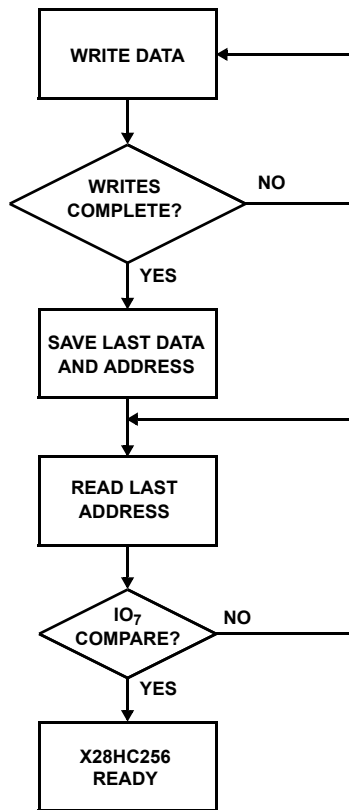 WRITE DATA
WRITES
COMPLETE?
NO
YES
SAVE LAST DATA
AND ADDRESS
READ LAST
ADDRESS
IO₇
COMPARE?
NO
YES
X28HC256
READY